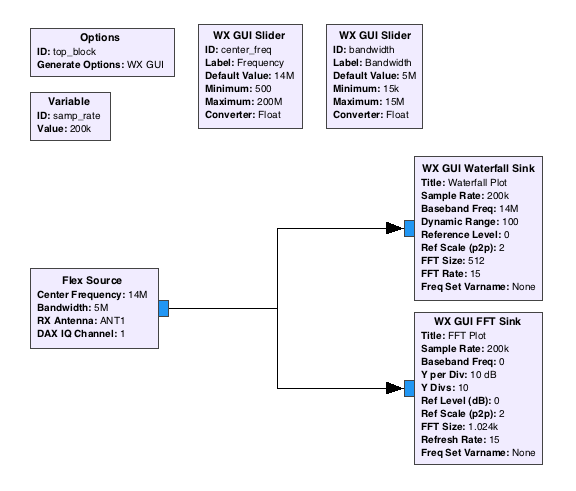 Options
ID: top_block
Generate Options: WX GUI
WX GUI Slider
ID: center_freq
Label: Frequency
Default Value: 14M
Minimum: 500
Maximum: 200M
Converter: Float
WX GUI Slider
ID: bandwidth
Label: Bandwidth
Default Value: 5M
Minimum: 15k
Maximum: 15M
Converter: Float
Variable
ID: samp_rate
Value: 200k
WX GUI Waterfall Sink
Title: Waterfall Plot
Sample Rate: 200k
Baseband Freq: 14M
Dynamic Range: 100
Reference Level: 0
Ref Scale (p2p): 2
FFT Size: 512
FFT Rate: 15
Freq Set Varname: None
Flex Source
Center Frequency: 14M
Bandwidth: 5M
RX Antenna: ANT1
DAX IQ Channel: 1
WX GUI FFT Sink
Title: FFT Plot
Sample Rate: 200k
Baseband Freq: 0
Y per Div: 10 dB
Y Divs: 10
Ref Level (dB): 0
Ref Scale (p2p): 2
FFT Size: 1.024k
Refresh Rate: 15
Freq Set Varname: None